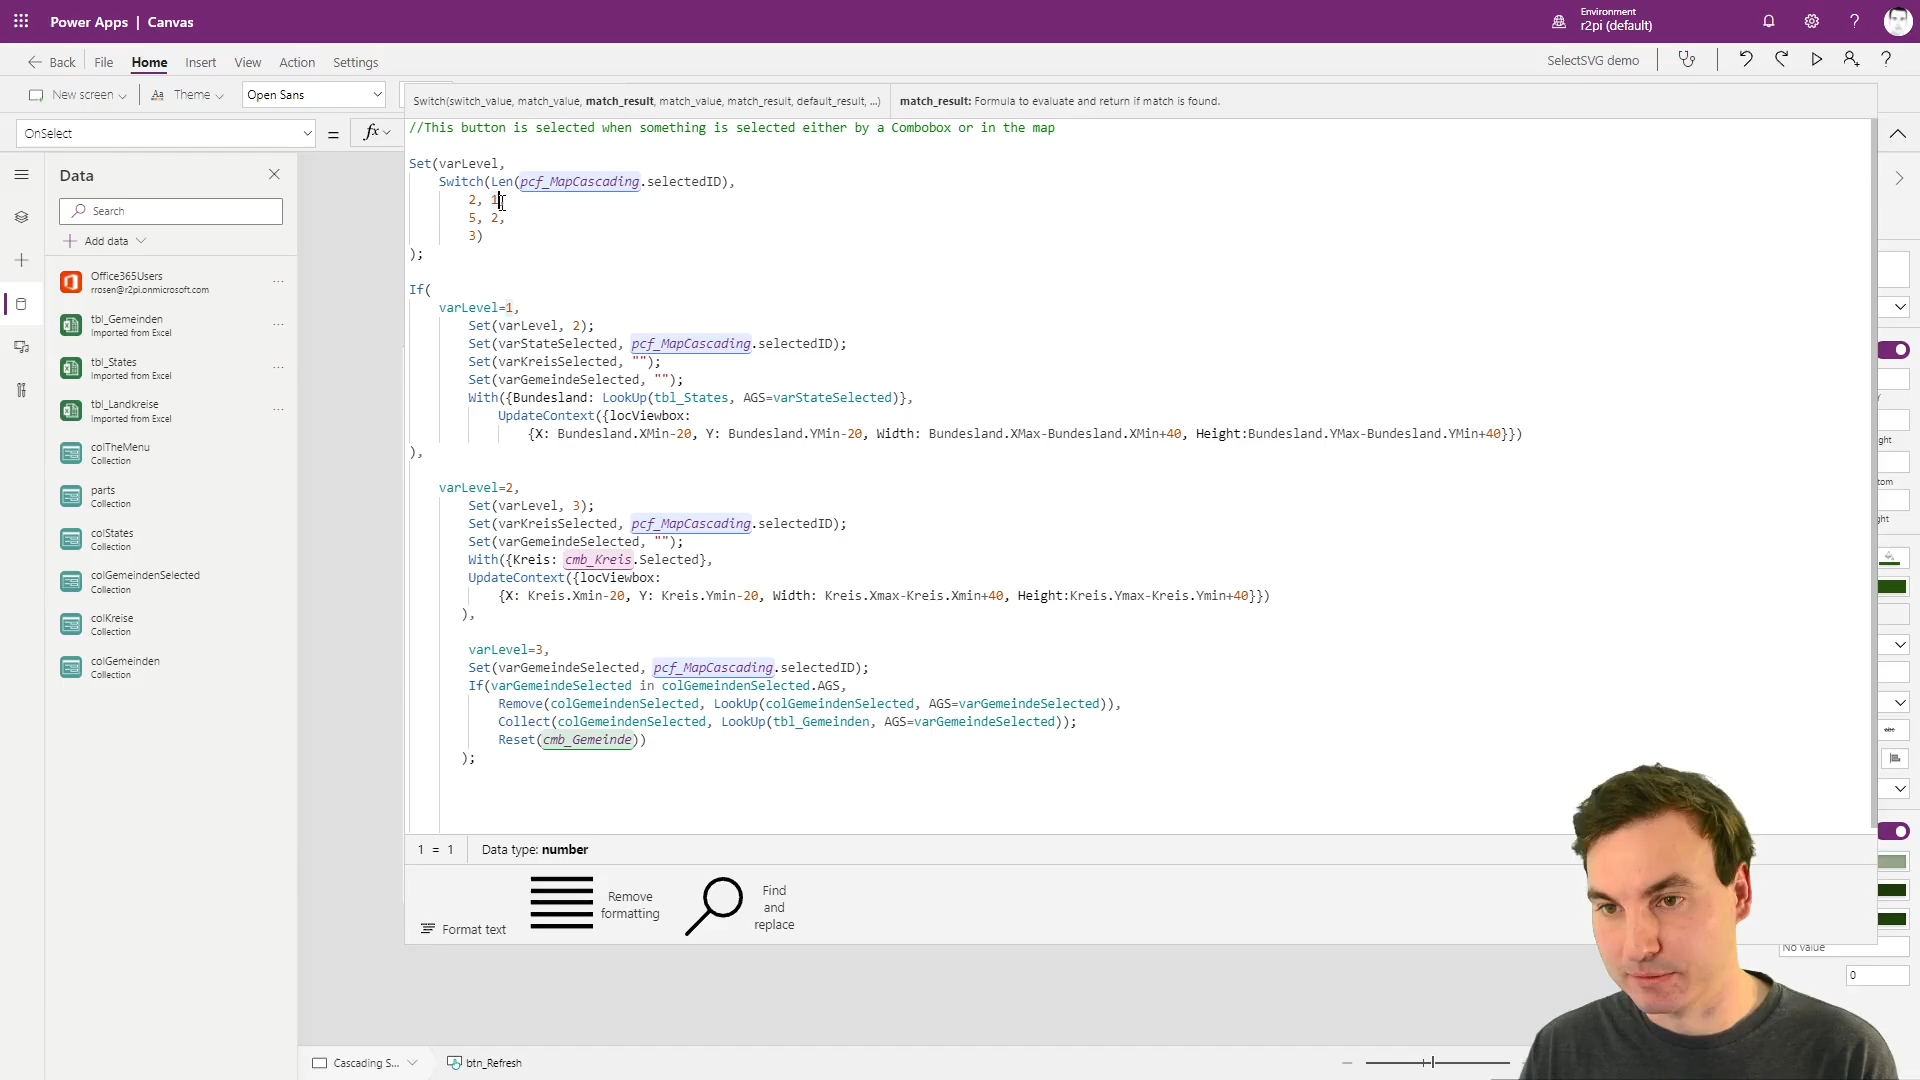 Power Apps | Canvas
Environment
r2pi (default)
Back
File
Home
Insert
View
Action
Settings
SelectSVG demo
New screen
Theme
Open Sans
Switch(switch_value, match_value, match_result, match_value, match_result, default_result, ...)
match_result: Formula to evaluate and return if match is found.
OnSelect
=
fx
//This button is selected when something is selected either by a Combobox or in the map
Set(varLevel,
Switch(Len(pcf_MapCascading.selectedID),
2, 1,
5, 2,
3)
);
If(
varLevel=1,
Set(varLevel, 2);
Set(varStateSelected, pcf_MapCascading.selectedID);
Set(varKreisSelected, "");
Set(varGemeindeSelected, "");
With({Bundesland: LookUp(tbl_States, AGS=varStateSelected)},
UpdateContext({locViewbox:
{X: Bundesland.XMin-20, Y: Bundesland.YMin-20, Width: Bundesland.XMax-Bundesland.XMin+40, Height:Bundesland.YMax-Bundesland.YMin+40}})
),
varLevel=2,
Set(varLevel, 3);
Set(varKreisSelected, pcf_MapCascading.selectedID);
Set(varGemeindeSelected, "");
With({Kreis: cmb_Kreis.Selected},
UpdateContext({locViewbox:
{X: Kreis.Xmin-20, Y: Kreis.Ymin-20, Width: Kreis.Xmax-Kreis.Xmin+40, Height:Kreis.Ymax-Kreis.Ymin+40}})
),
varLevel=3,
Set(varGemeindeSelected, pcf_MapCascading.selectedID);
If(varGemeindeSelected in colGemeindenSelected.AGS,
Remove(colGemeindenSelected, LookUp(colGemeindenSelected, AGS=varGemeindeSelected)),
Collect(colGemeindenSelected, LookUp(tbl_Gemeinden, AGS=varGemeindeSelected));
Reset(cmb_Gemeinde))
);
1 = 1
Data type: number
Format text
Remove formatting
Find and replace
Data
Search
Add data
Office365Users
rrosen@r2pi.onmicrosoft.com
tbl_Gemeinden
Imported from Excel
tbl_States
Imported from Excel
tbl_Landkreise
Imported from Excel
colTheMenu
Collection
parts
Collection
colStates
Collection
colGemeindenSelected
Collection
colKreise
Collection
colGemeinden
Collection
ght
tom
ght
No value
0
Cascading S...
btn_Refresh